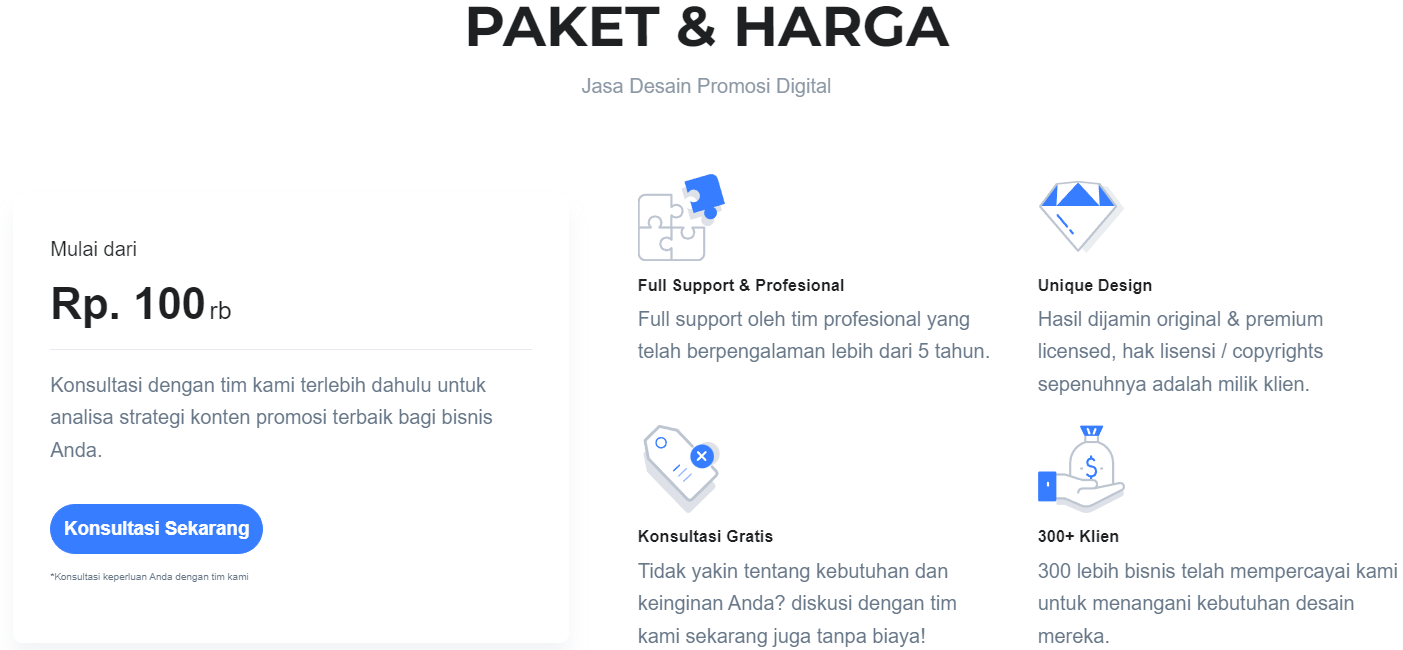 PAKET & HARGA
Jasa Desain Promosi Digital
Mulai dari
Rp. 100 rb
Konsultasi dengan tim kami terlebih dahulu untuk
analisa strategi konten promosi terbaik bagi bisnis
Anda.
Konsultasi Sekarang
*Konsultasi keperluan Anda dengan tim kami
Full Support & Profesional
Full support oleh tim profesional yang
telah berpengalaman lebih dari 5 tahun.
Unique Design
Hasil dijamin original & premium
licensed, hak lisensi / copyrights
sepenuhnya adalah milik klien.
Konsultasi Gratis
Tidak yakin tentang kebutuhan dan
keinginan Anda? diskusi dengan tim
kami sekarang juga tanpa biaya!
$
300+ Klien
300 lebih bisnis telah mempercayai kami
untuk menangani kebutuhan desain
mereka.